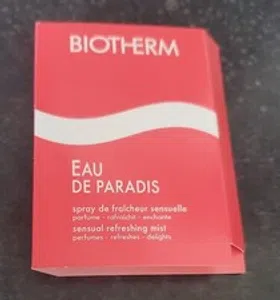 BIOTHERM
EAU
DE PARADIS
spray de fraîcheur sensuelle
parfume - rafraîchit - enchante
sensual refreshing mist
perfumes - refreshes - delights